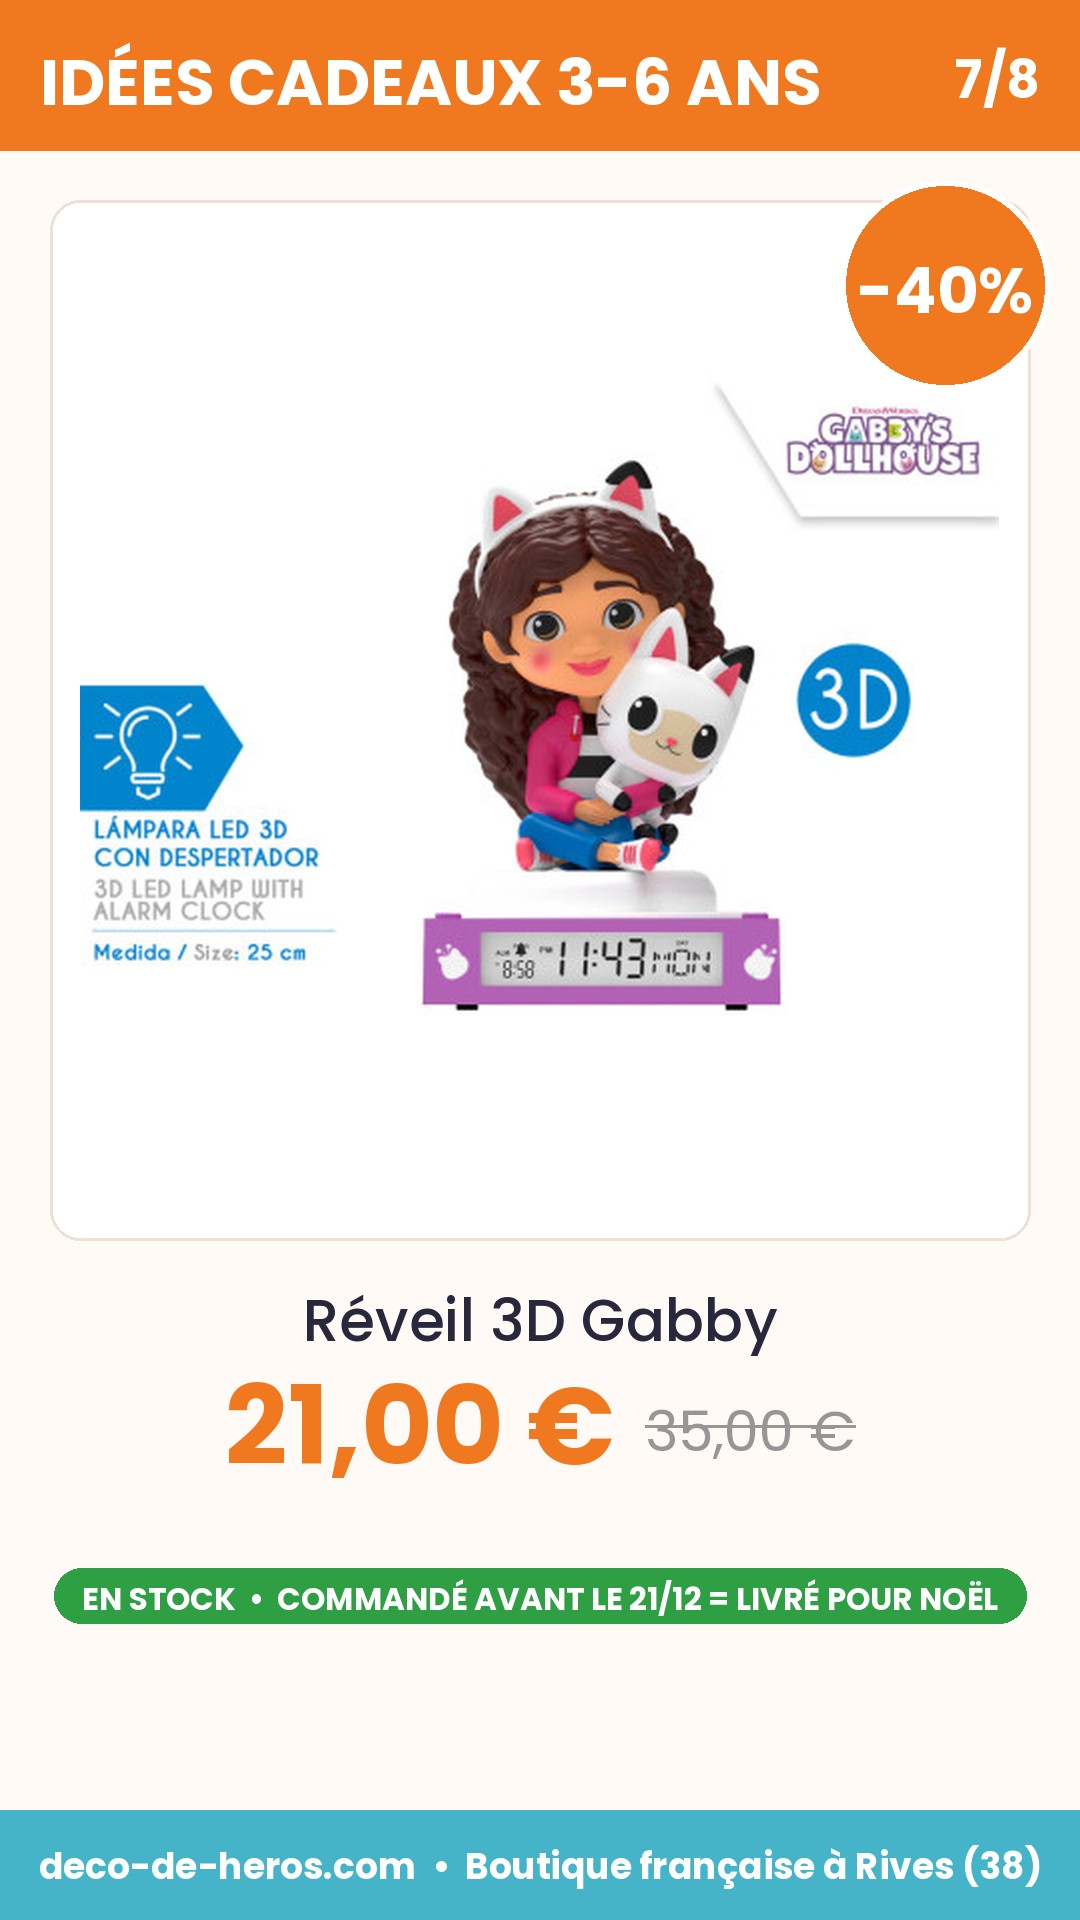 IDÉES CADEAUX 3-6 ANS
7/8
-40%
DreamWorks
GABBY'S
DOLLHOUSE
3D
LÁMPARA LED 3D
CON DESPERTADOR
3D LED LAMP WITH
ALARM CLOCK
Medida / Size: 25 cm
8:58
PM 11:43 MON
Réveil 3D Gabby
21,00 € 35,00 €
EN STOCK • COMMANDÉ AVANT LE 21/12 = LIVRÉ POUR NOËL
deco-de-heros.com • Boutique française à Rives (38)